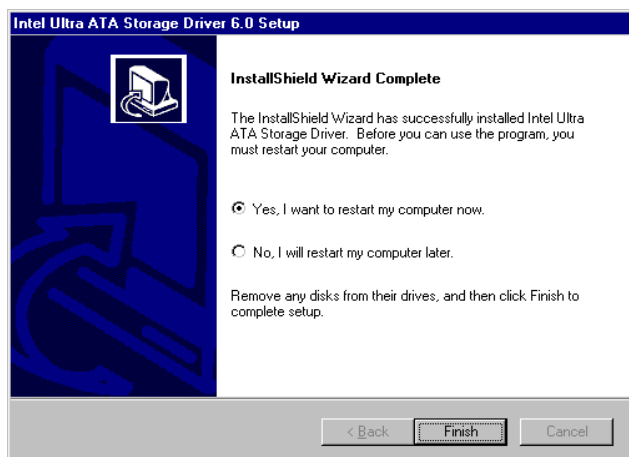 Intel Ultra ATA Storage Driver 6.0 Setup
InstallShield Wizard Complete
The InstallShield Wizard has successfully installed Intel Ultra
ATA Storage Driver. Before you can use the program, you
must restart your computer.
Yes, I want to restart my computer now.
No, I will restart my computer later.
Remove any disks from their drives, and then click Finish to
complete setup.
< Back Finish Cancel